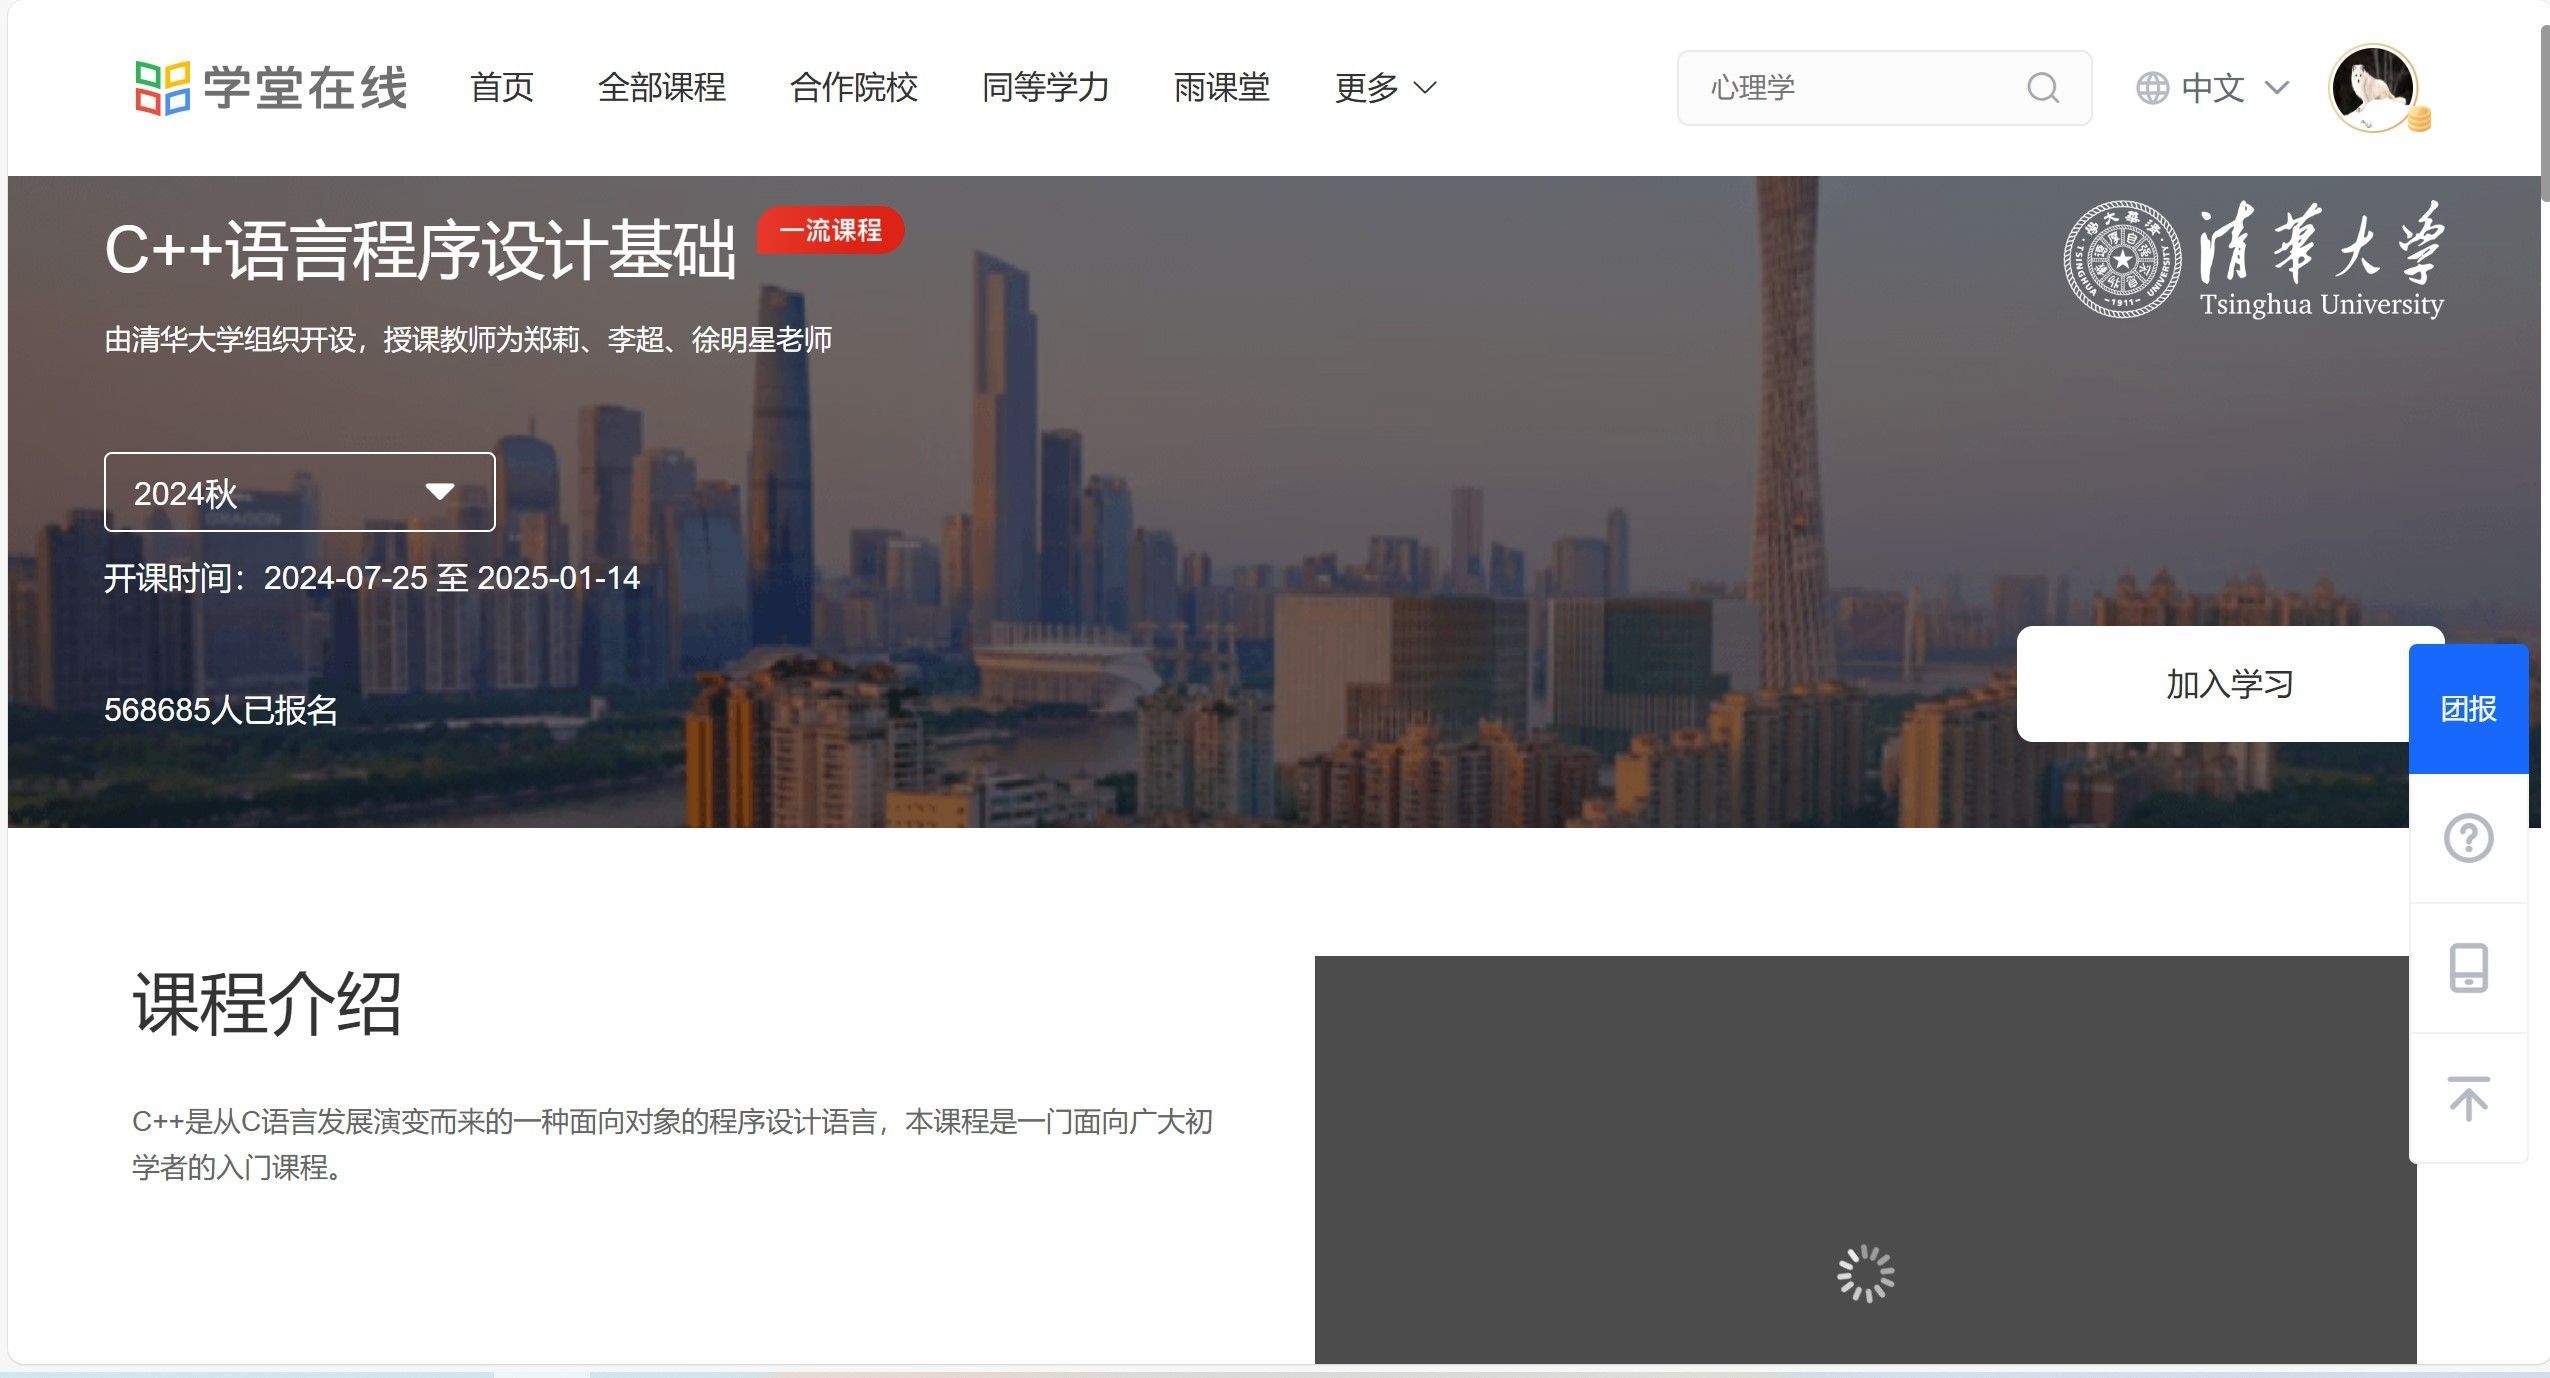 学堂在线
首页
全部课程
合作院校
同等学力
雨课堂
更多
心理学
中文
C++语言程序设计基础
一流课程
清華大学
Tsinghua University
TSINGHUA UNIVERSITY
-1911-
由清华大学组织开设，授课教师为郑莉、李超、徐明星老师
2024秋
开课时间：2024-07-25 至 2025-01-14
568685人已报名
加入学习
团报
课程介绍
C++是从C语言发展演变而来的一种面向对象的程序设计语言，本课程是一门面向广大初
学者的入门课程。